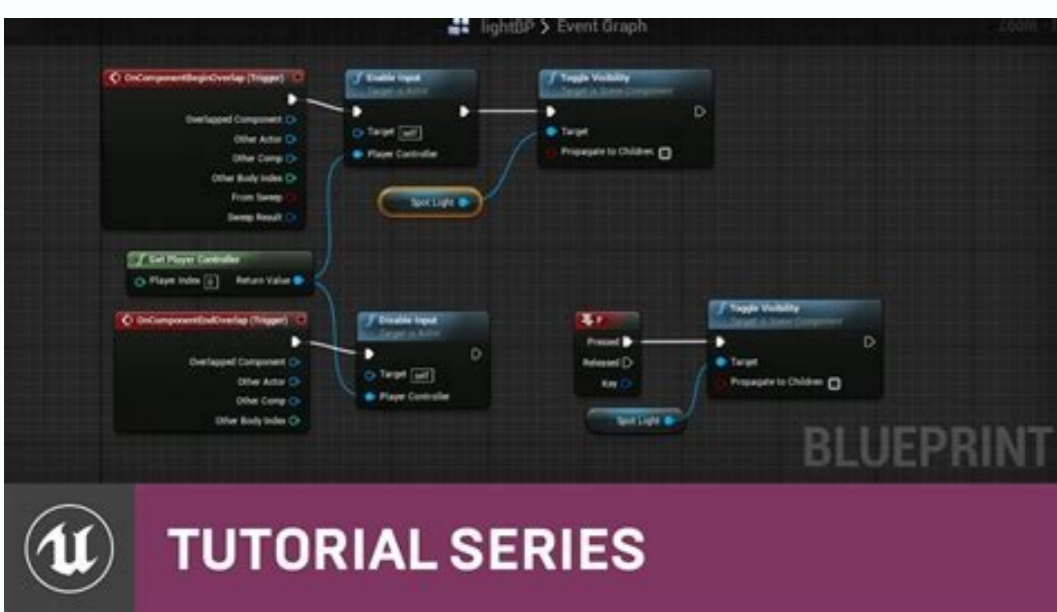 lightBP > Event Graph
Zoom
OnComponentBeginOverlap (Trigger)
Overlapped Component
Other Actor
Other Comp
Other Body Index
From Sweep
Sweep Result
Enable Input
Target is Actor
Target self
Player Controller
Toggle Visibility
Target is Scene Component
Target
Propagate to Children
Spot Light
Get Player Controller
Player Index 0 Return Value
OnComponentEndOverlap (Trigger)
Overlapped Component
Other Actor
Other Comp
Other Body Index
Disable Input
Target is Actor
Target self
Player Controller
F
Pressed
Released
Key
Toggle Visibility
Target is Scene Component
Target
Propagate to Children
Spot Light
BLUEPRINT
TUTORIAL SERIES